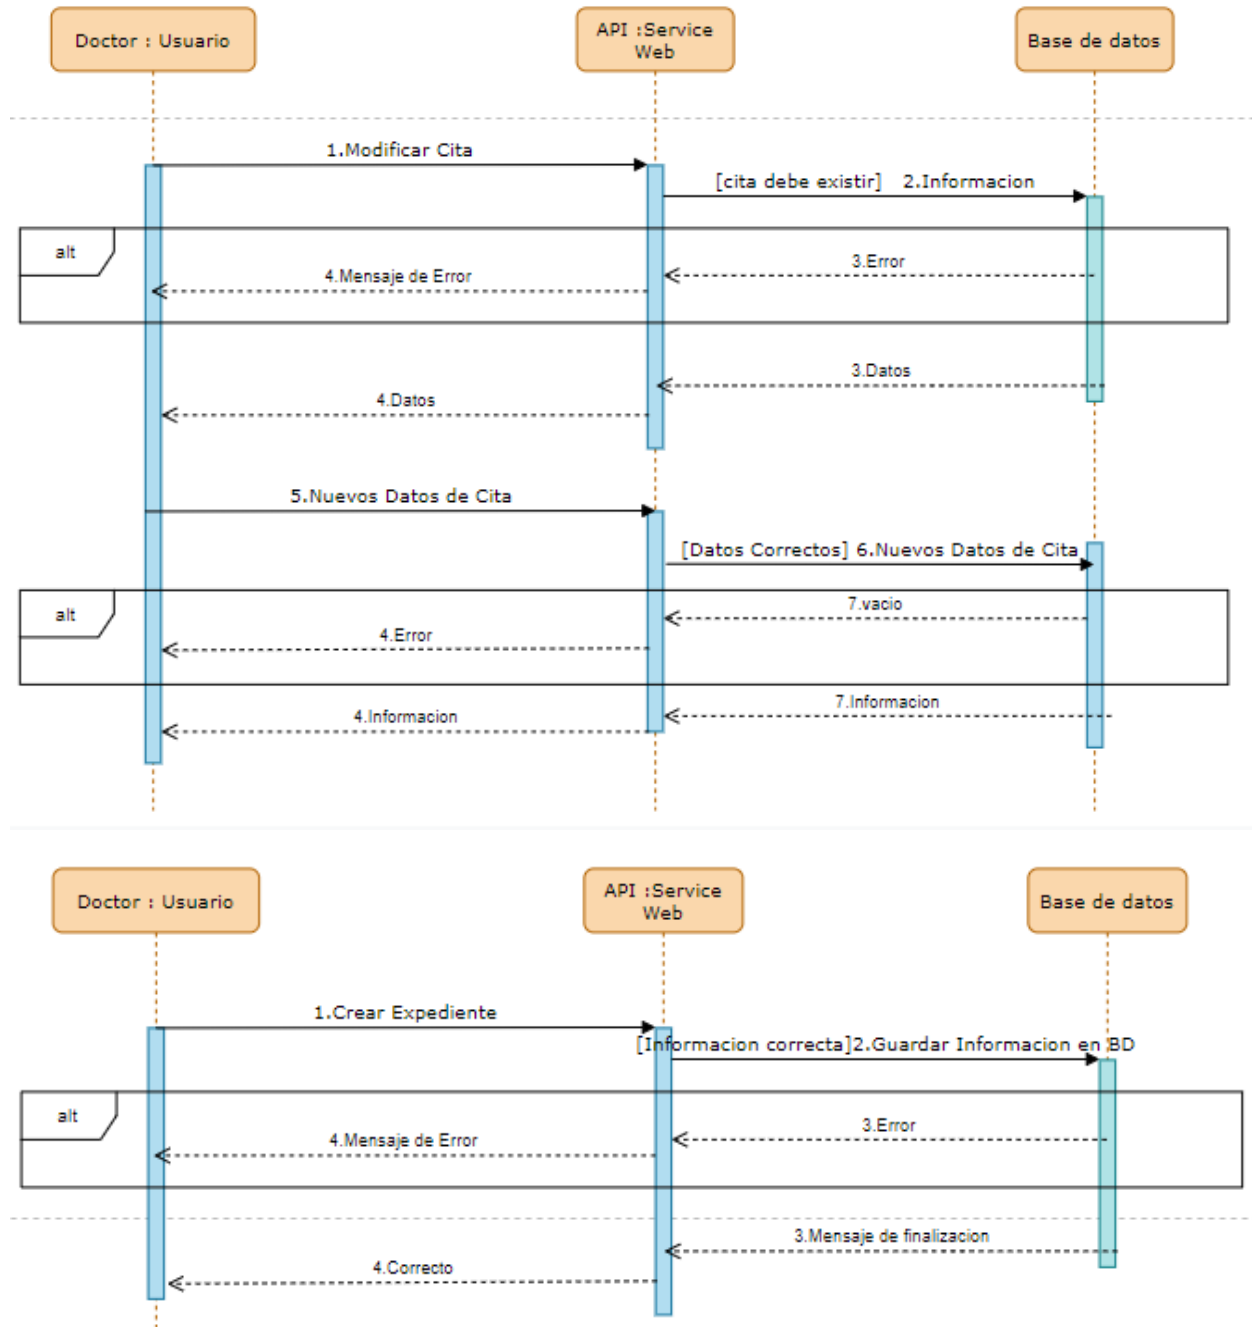 Doctor : Usuario
API :Service
Web
Base de datos
1.Modificar Cita
[cita debe existir] 2.Informacion
alt
3.Error
4.Mensaje de Error
3.Datos
4.Datos
5.Nuevos Datos de Cita
[Datos Correctos] 6.Nuevos Datos de Cita
alt
7.vacio
4.Error
7.Informacion
4.Informacion
Doctor : Usuario
API :Service
Web
Base de datos
1.Crear Expediente
[Informacion correcta]2.Guardar Informacion en BD
alt
3.Error
4.Mensaje de Error
3.Mensaje de finalizacion
4.Correcto